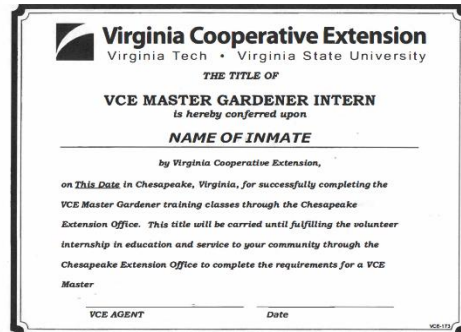 Virginia Cooperative Extension
Virginia Tech • Virginia State University
THE TITLE OF
VCE MASTER GARDENER INTERN
is hereby conferred upon
NAME OF INMATE
by Virginia Cooperative Extension,
on This Date in Chesapeake, Virginia, for successfully completing the
VCE Master Gardener training classes through the Chesapeake
Extension Office. This title will be carried until fulfilling the volunteer
internship in education and service to your community through the
Chesapeake Extension Office to complete the requirements for a VCE
Master
VCE AGENT Date
VCE-173